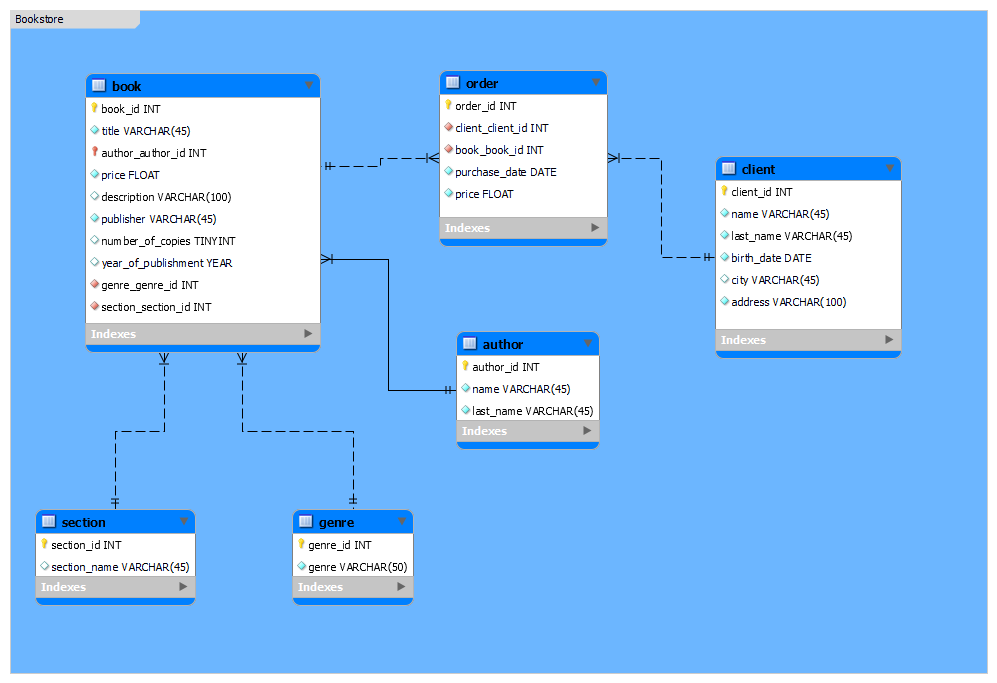 Bookstore
book
book_id INT
title VARCHAR(45)
author_author_id INT
price FLOAT
description VARCHAR(100)
publisher VARCHAR(45)
number_of_copies TINYINT
year_of_publishment YEAR
genre_genre_id INT
section_section_id INT
Indexes
order
order_id INT
client_client_id INT
book_book_id INT
purchase_date DATE
price FLOAT
Indexes
client
client_id INT
name VARCHAR(45)
last_name VARCHAR(45)
birth_date DATE
city VARCHAR(45)
address VARCHAR(100)
Indexes
author
author_id INT
name VARCHAR(45)
last_name VARCHAR(45)
Indexes
section
section_id INT
section_name VARCHAR(45)
Indexes
genre
genre_id INT
genre VARCHAR(50)
Indexes